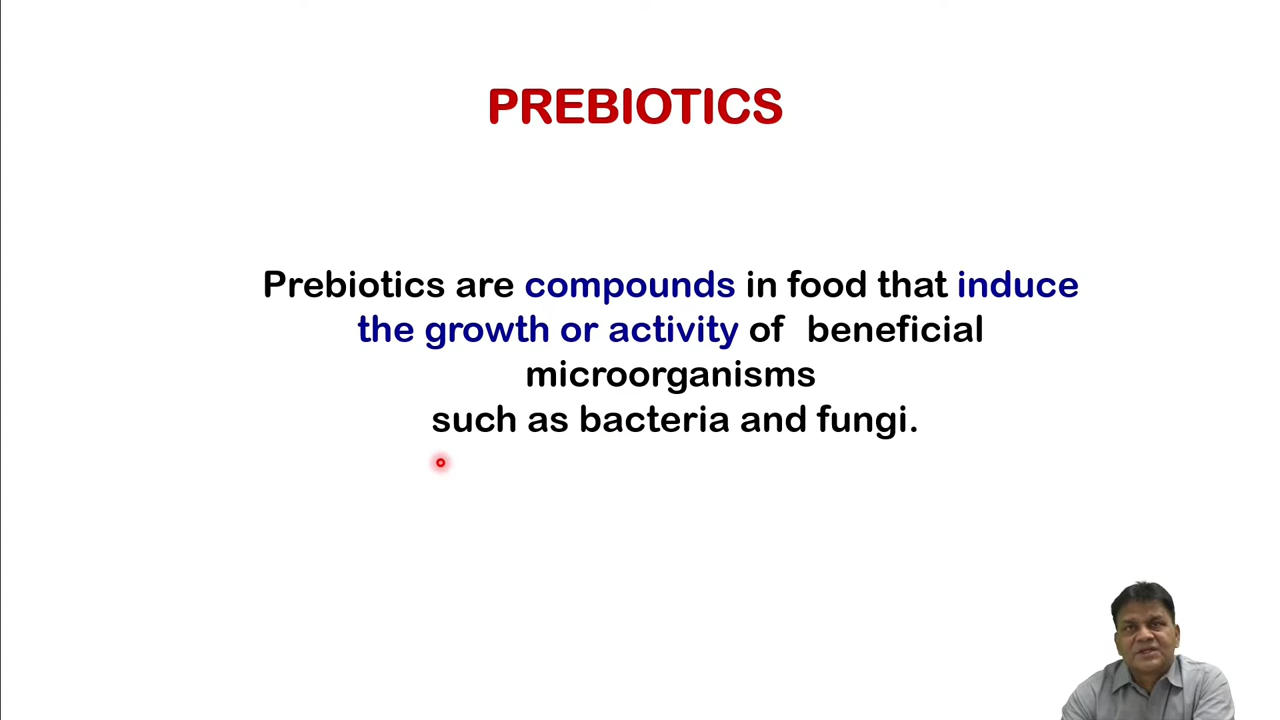 PREBIOTICS
Prebiotics are compounds in food that induce
the growth or activity of beneficial
microorganisms
such as bacteria and fungi.